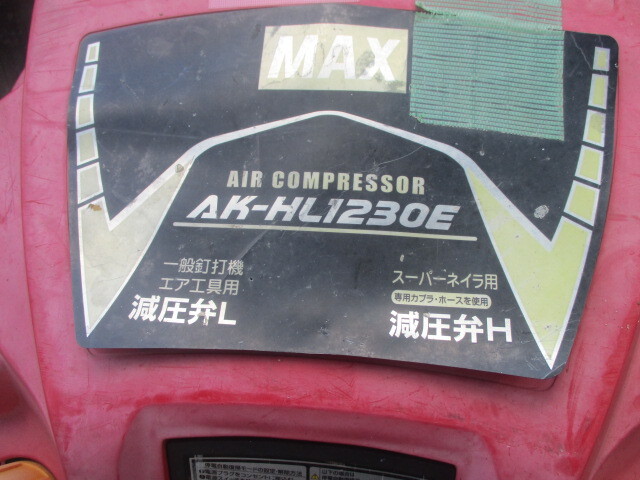 MAX
AIR COMPRESSOR
AK-HL1230E
一般釘打機
エア工具用
減圧弁L
スーパーネイラ用
専用カプラ・ホースを使用
減圧弁H